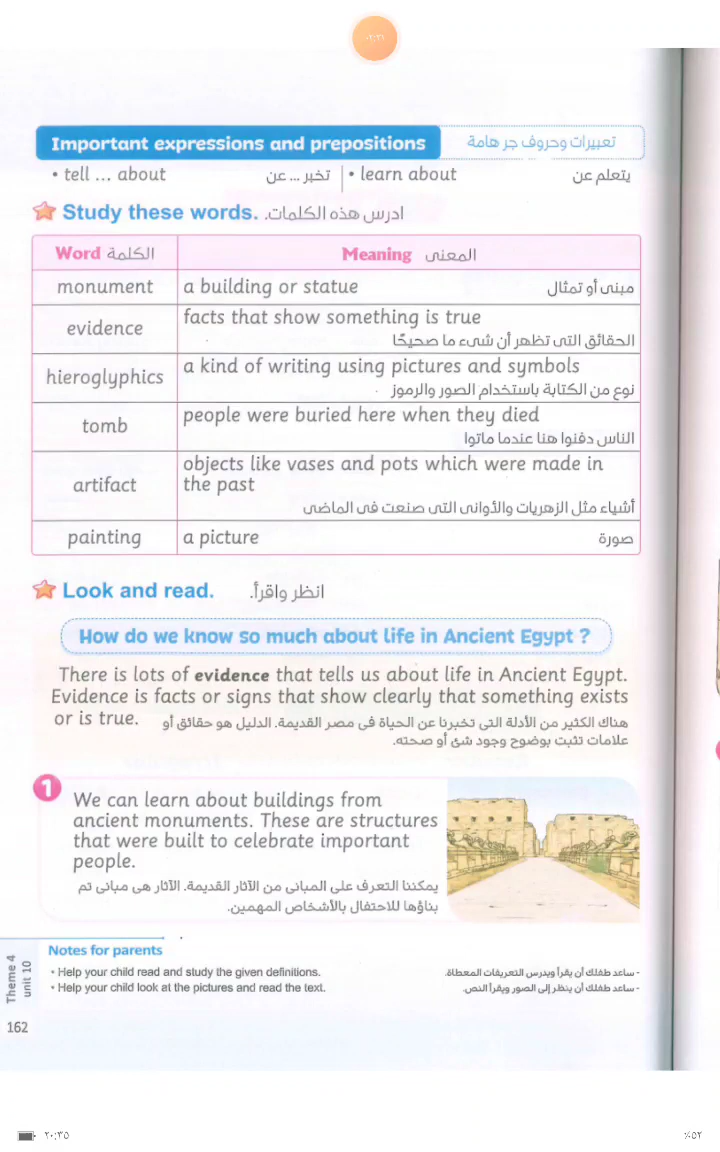 ٠٢:٣١
Important expressions and prepositions تعبيرات وحروف جر هامة
• tell ... about تخبر ... عن • learn about يتعلم عن
Study these words. ادرس هذه الكلمات.
Word الكلمة Meaning المعنى
monument a building or statue مبنى أو تمثال
evidence facts that show something is true
الحقائق التى تظهر أن شىء ما صحيحًا
hieroglyphics a kind of writing using pictures and symbols
نوع من الكتابة باستخدام الصور والرموز
tomb people were buried here when they died
الناس دفنوا هنا عندما ماتوا
artifact objects like vases and pots which were made in
the past
أشياء مثل الزهريات والأوانى التى صنعت فى الماضى
painting a picture صورة
Look and read. انظر واقرأ.
How do we know so much about life in Ancient Egypt ?
There is lots of evidence that tells us about life in Ancient Egypt.
Evidence is facts or signs that show clearly that something exists
or is true. هناك الكثير من الأدلة التى تخبرنا عن الحياة فى مصر القديمة. الدليل هو حقائق أو
علامات تثبت بوضوح وجود شئ أو صحته.
1
We can learn about buildings from
ancient monuments. These are structures
that were built to celebrate important
people.
يمكننا التعرف على المبانى من الآثار القديمة. الآثار هى مبانى تم
بناؤها للاحتفال بالأشخاص المهمين.
Notes for parents
• Help your child read and study the given definitions. - ساعد طفلك أن يقرأ ويدرس التعريفات المعطاة.
• Help your child look at the pictures and read the text. - ساعد طفلك أن ينظر إلى الصور ويقرأ النص.
Theme 4
unit 10
162
٢٠:٣٥ ٪٥٢